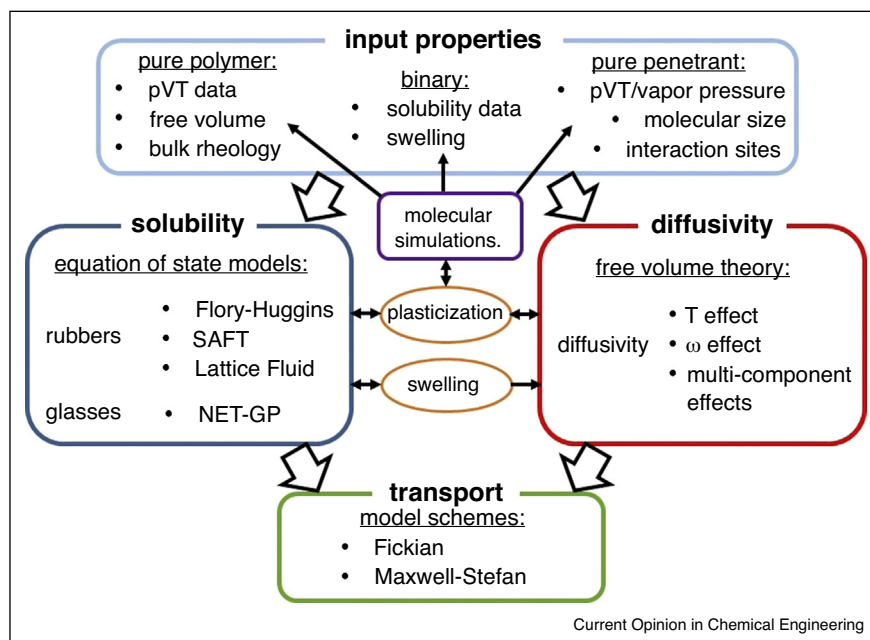 input properties
pure polymer:
• pVT data
• free volume
• bulk rheology
binary:
• solubility data
• swelling
pure penetrant:
• pVT/vapor pressure
• molecular size
• interaction sites
molecular
simulations.
solubility
equation of state models:
rubbers
• Flory-Huggins
• SAFT
• Lattice Fluid
glasses
• NET-GP
plasticization
swelling
diffusivity
free volume theory:
diffusivity
• T effect
• ω effect
• multi-component
effects
transport
model schemes:
• Fickian
• Maxwell-Stefan
Current Opinion in Chemical Engineering